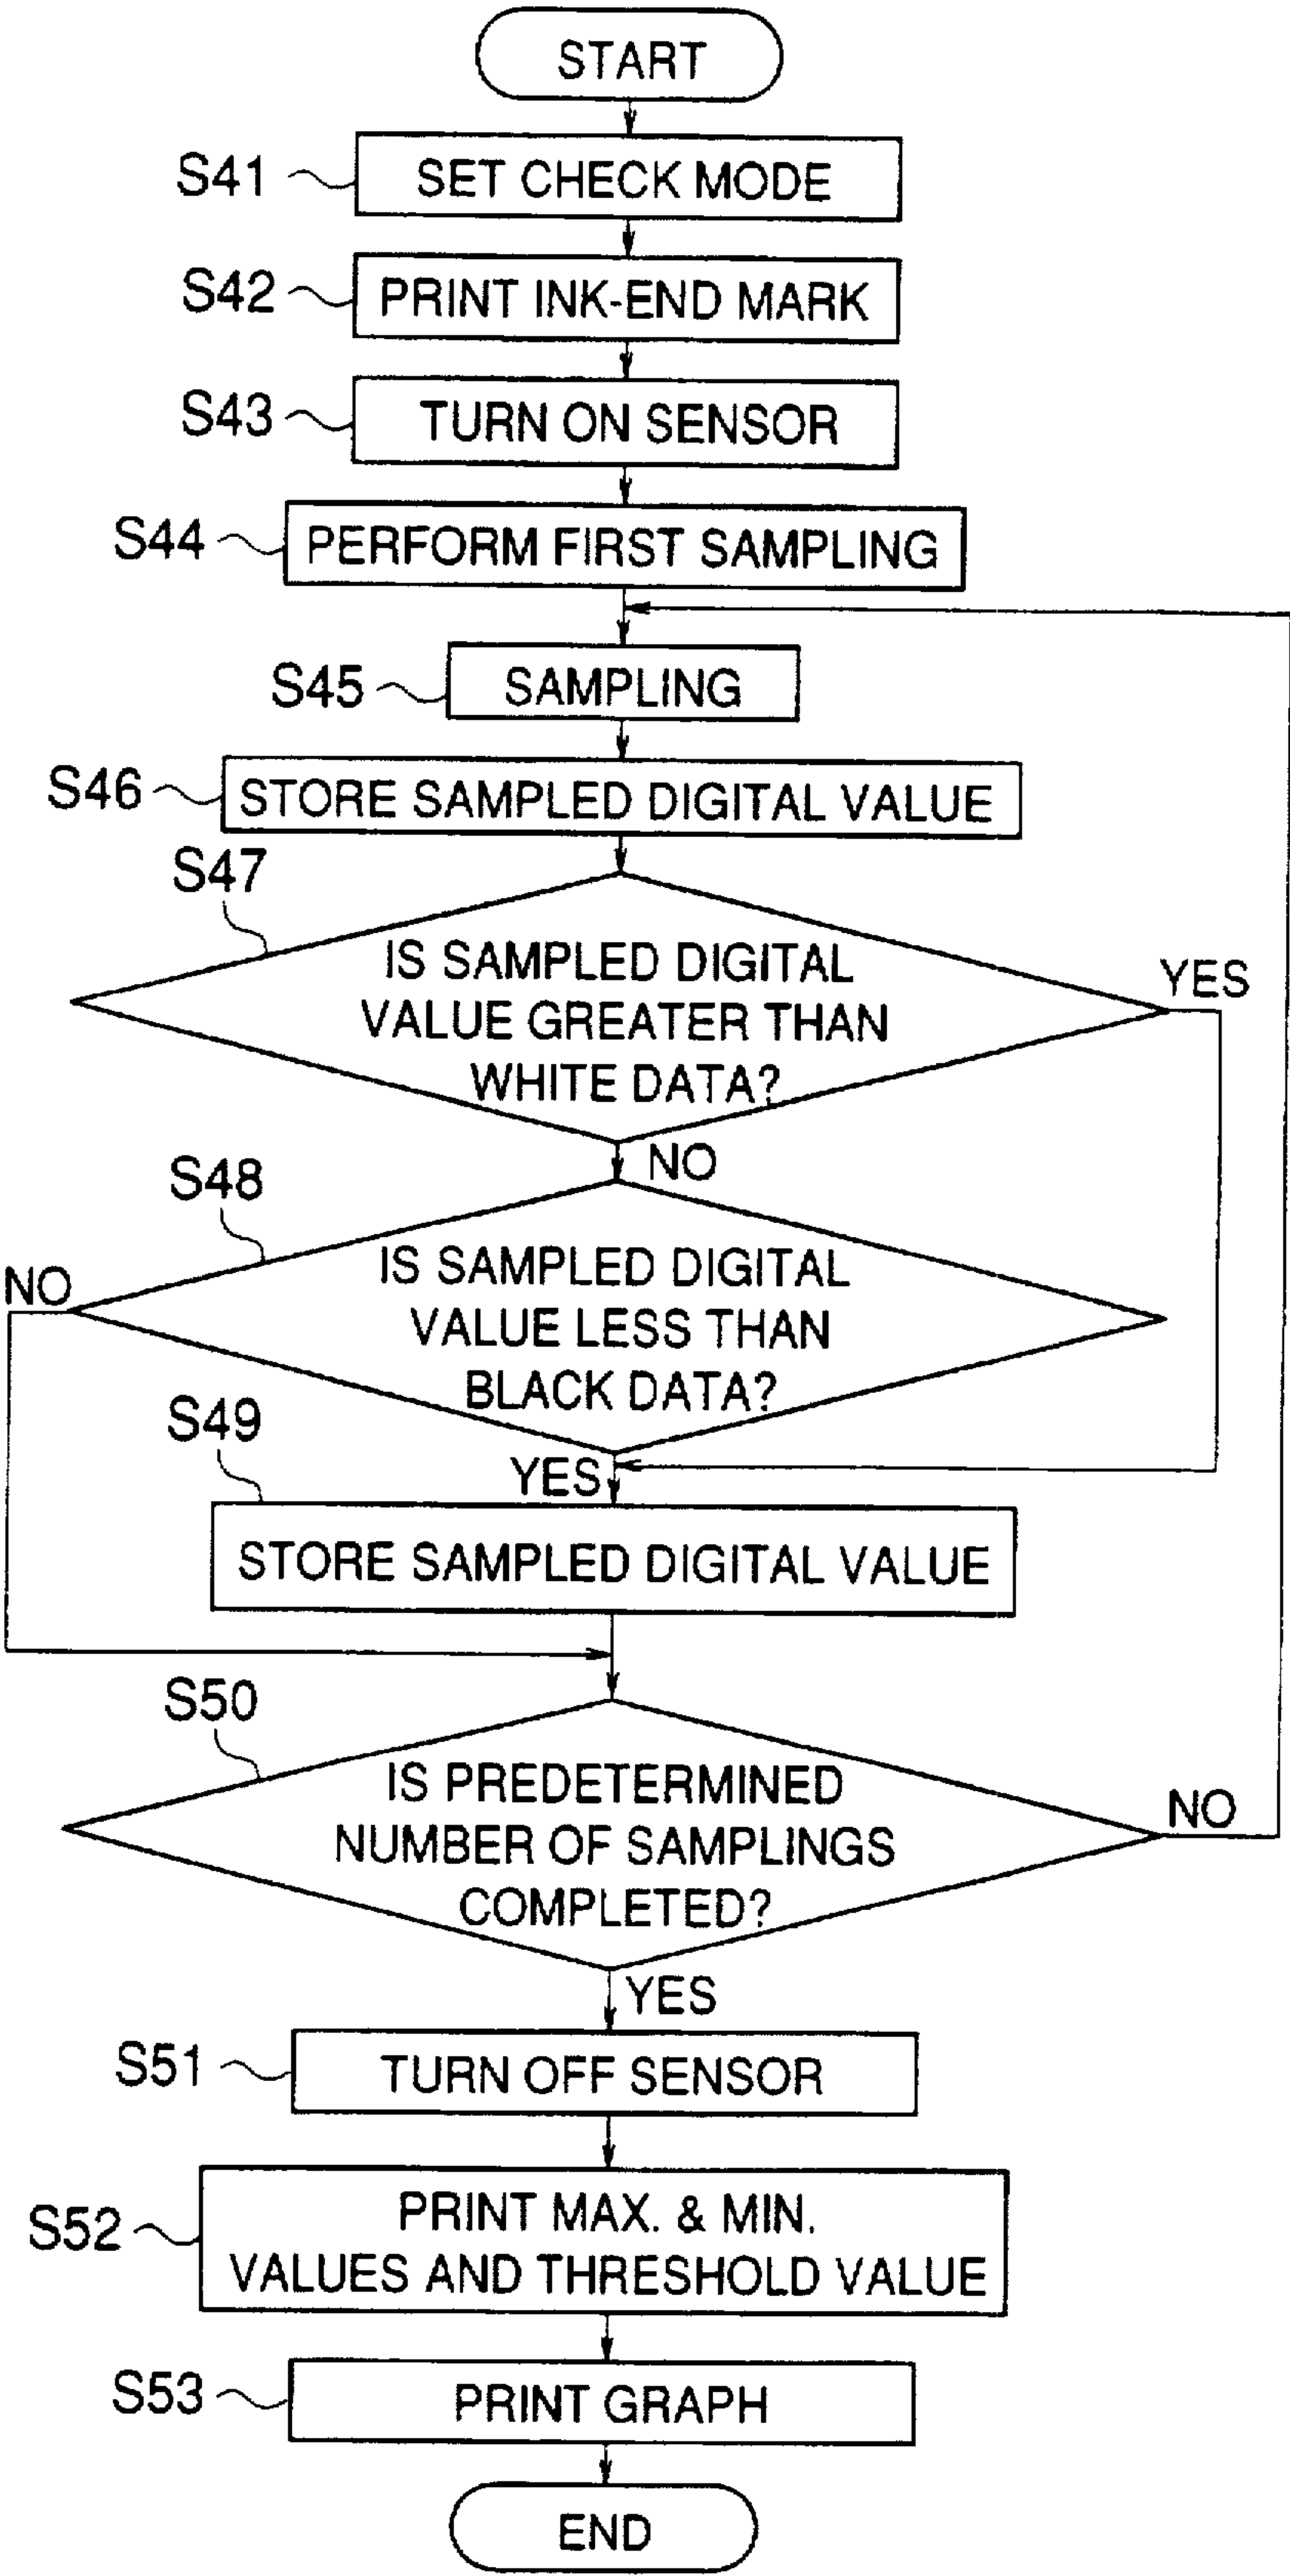 START
S41
SET CHECK MODE
S42
PRINT INK-END MARK
S43
TURN ON SENSOR
S44
PERFORM FIRST SAMPLING
S45
SAMPLING
S46
STORE SAMPLED DIGITAL VALUE
S47
IS SAMPLED DIGITAL
VALUE GREATER THAN
WHITE DATA?
YES
NO
S48
IS SAMPLED DIGITAL
VALUE LESS THAN
BLACK DATA?
NO
YES
S49
STORE SAMPLED DIGITAL VALUE
S50
IS PREDETERMINED
NUMBER OF SAMPLINGS
COMPLETED?
NO
YES
S51
TURN OFF SENSOR
S52
PRINT MAX. & MIN.
VALUES AND THRESHOLD VALUE
S53
PRINT GRAPH
END